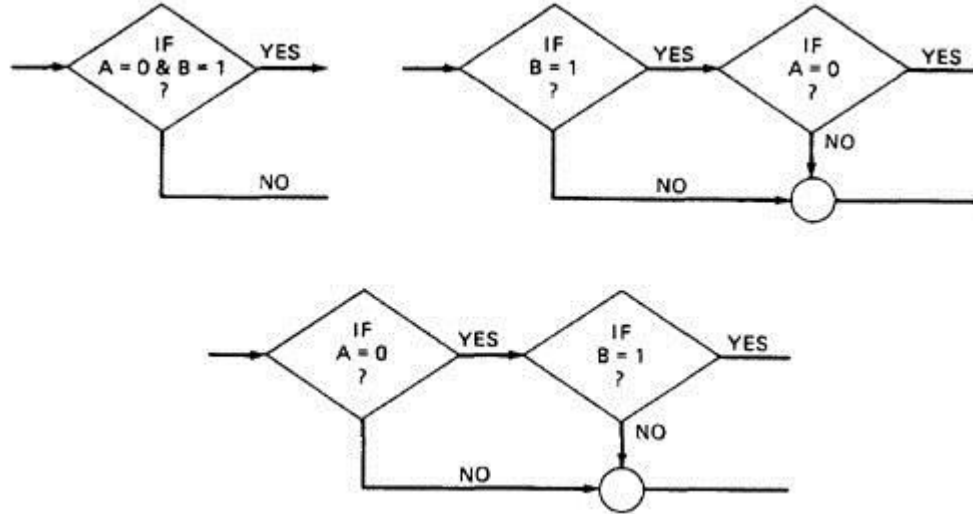 IF
A = 0 & B = 1
?
YES
NO
IF
B = 1
?
YES
IF
A = 0
?
YES
NO
NO
IF
A = 0
?
YES
IF
B = 1
?
YES
NO
NO